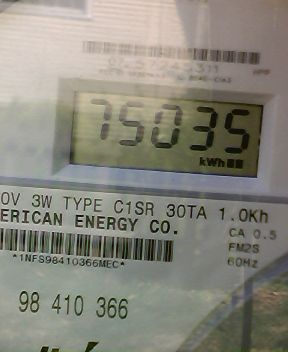 75035
kWh
0V 3W TYPE C1SR 30TA 1.0Kh
ERICAN ENERGY CO.
CA 0.5
FM2S
60Hz
*1NFS98410366MEC*
98 410 366